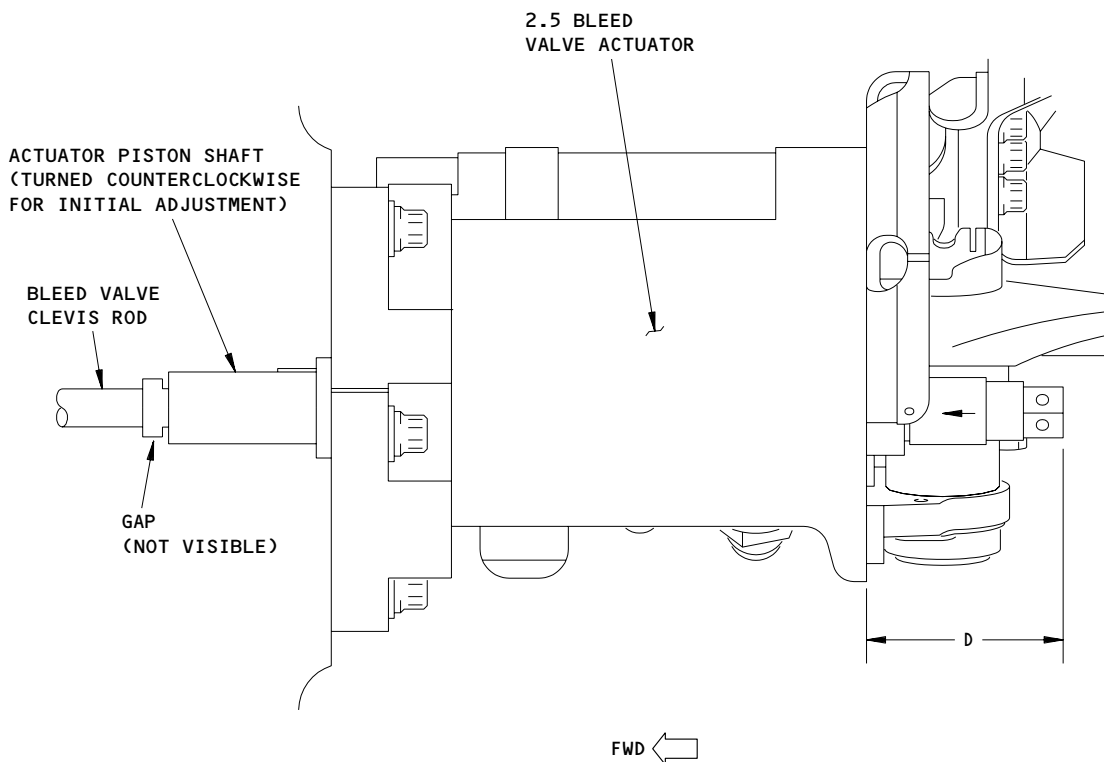 2.5 BLEED
VALVE ACTUATOR
ACTUATOR PISTON SHAFT
(TURNED COUNTERCLOCKWISE
FOR INITIAL ADJUSTMENT)
BLEED VALVE
CLEVIS ROD
GAP
(NOT VISIBLE)
D
FWD